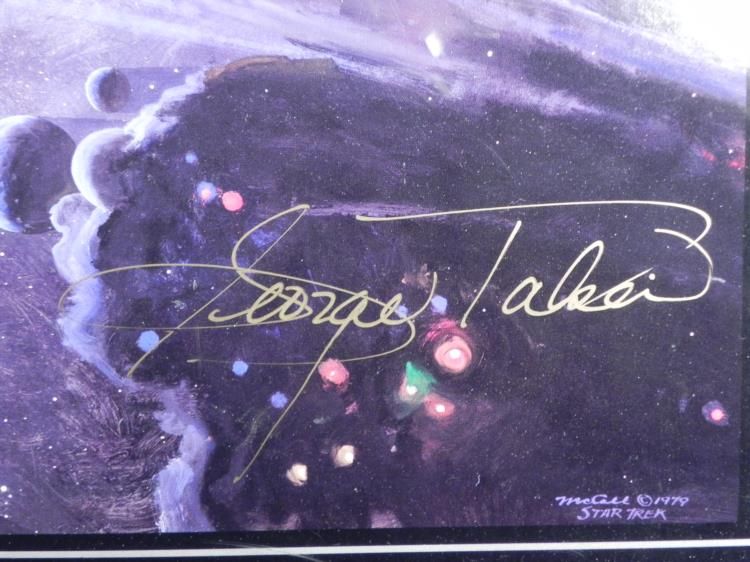 George Takei
McCall © 1979
STAR TREK